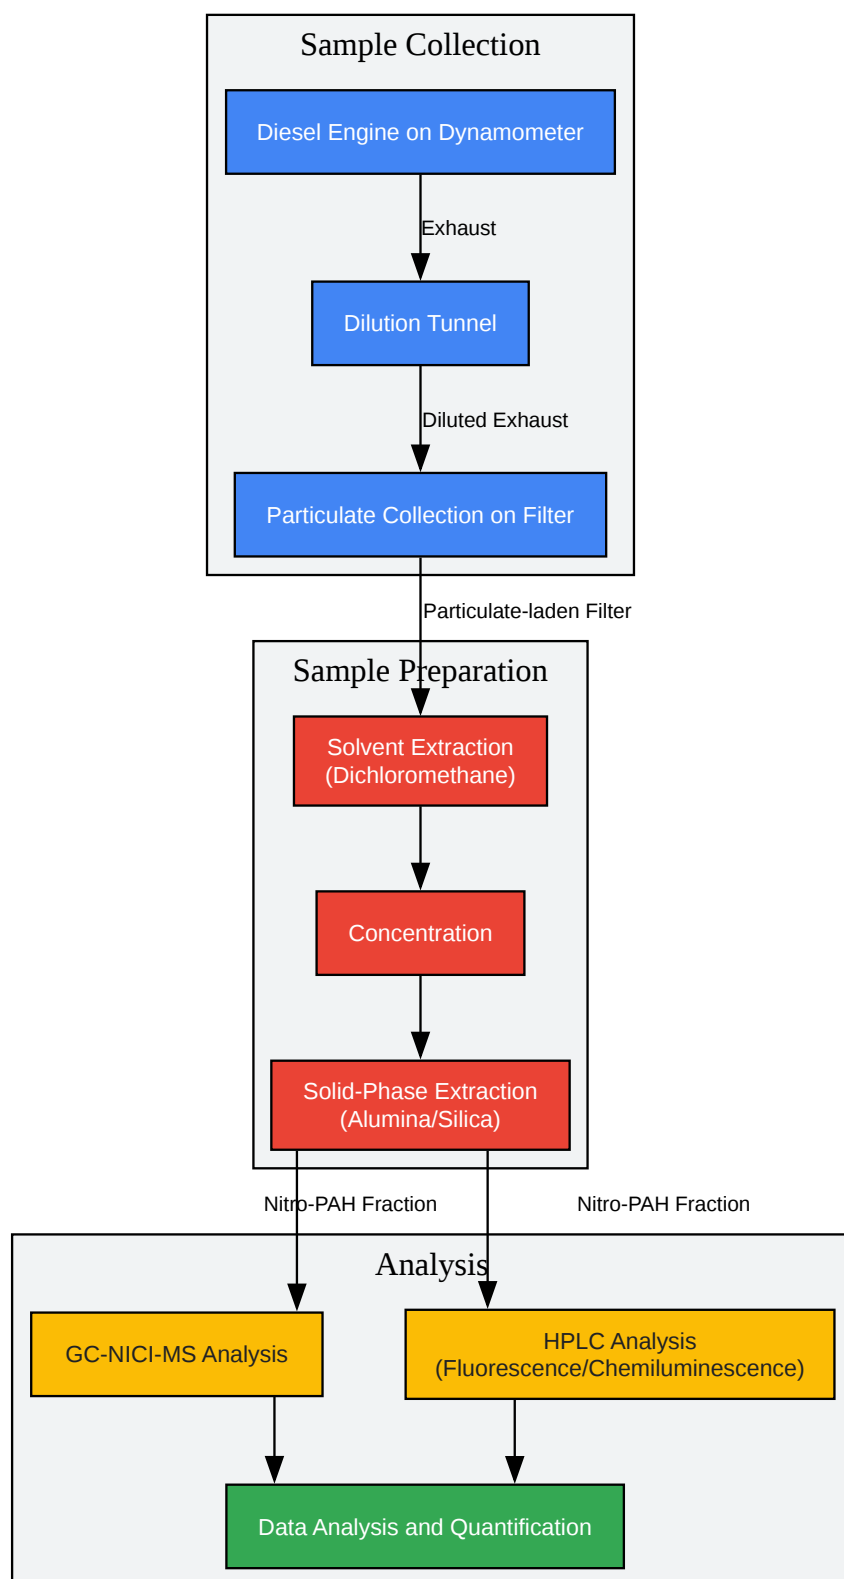 Sample Collection
Diesel Engine on Dynamometer
Exhaust
Dilution Tunnel
Diluted Exhaust
Particulate Collection on Filter
Particulate-laden Filter
Sample Preparation
Solvent Extraction
(Dichloromethane)
Concentration
Solid-Phase Extraction
(Alumina/Silica)
Nitro-PAH Fraction
Nitro-PAH Fraction
Analysis
GC-NICI-MS Analysis
HPLC Analysis
(Fluorescence/Chemiluminescence)
Data Analysis and Quantification